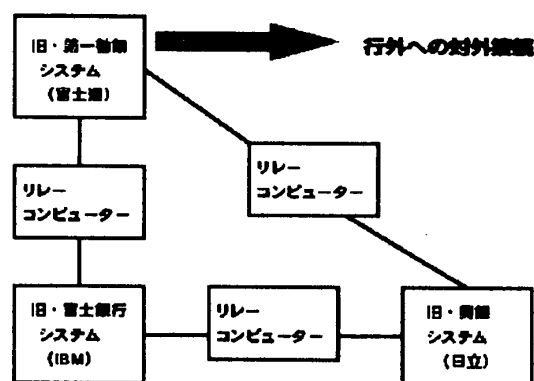 旧・第一勧銀
システム
(富士通)
行外への対外接続
リレー
コンピューター
リレー
コンピューター
旧・富士銀行
システム
(IBM)
リレー
コンピューター
旧・興銀
システム
(日立)